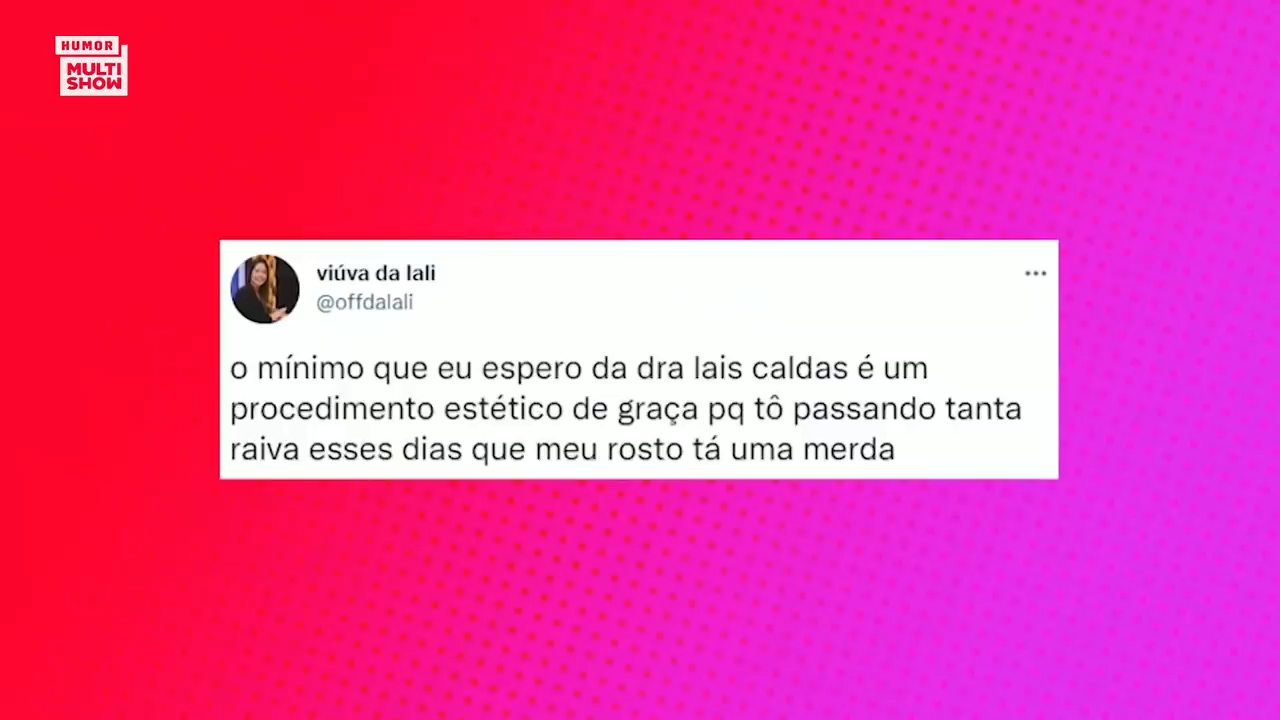 HUMOR
MULTI
SHOW
viúva da lali
@offdalali
o mínimo que eu espero da dra lais caldas é um
procedimento estético de graça pq tô passando tanta
raiva esses dias que meu rosto tá uma merda